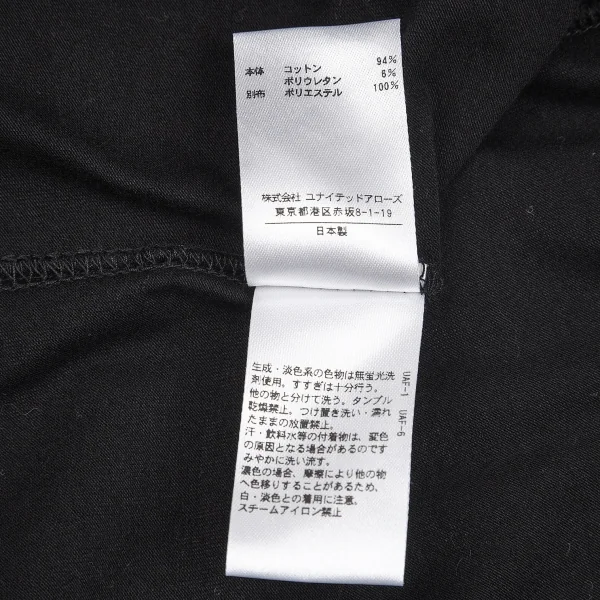 本体 コットン 94%
ポリウレタン 6%
別布 ポリエステル 100%
株式会社 ユナイテッドアローズ
東京都港区赤坂8-1-19
日本製
生成・淡色系の色物は無蛍光洗
剤使用。すすぎは十分行う。
他の物と分けて洗う。タンブル
乾燥禁止。つけ置き洗い・濡れ
たままの放置禁止。
汗・飲料水等の付着物は、変色
の原因となる場合があるのです
みやかに洗い流す。
濃色の場合、摩擦により他の物
へ色移りすることがあるため、
白・淡色との着用に注意。
スチームアイロン禁止
UAF-1 UAF-6